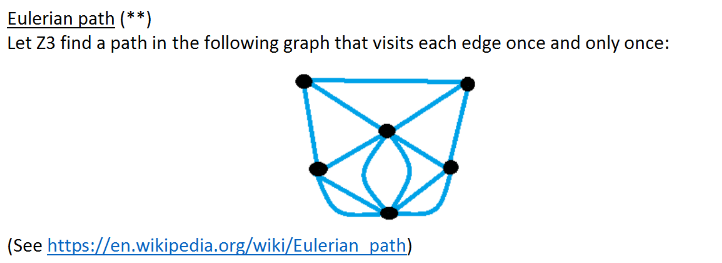 Eulerian path (**)
Let Z3 find a path in the following graph that visits each edge once and only once:
(See https://en.wikipedia.org/wiki/Eulerian_path)